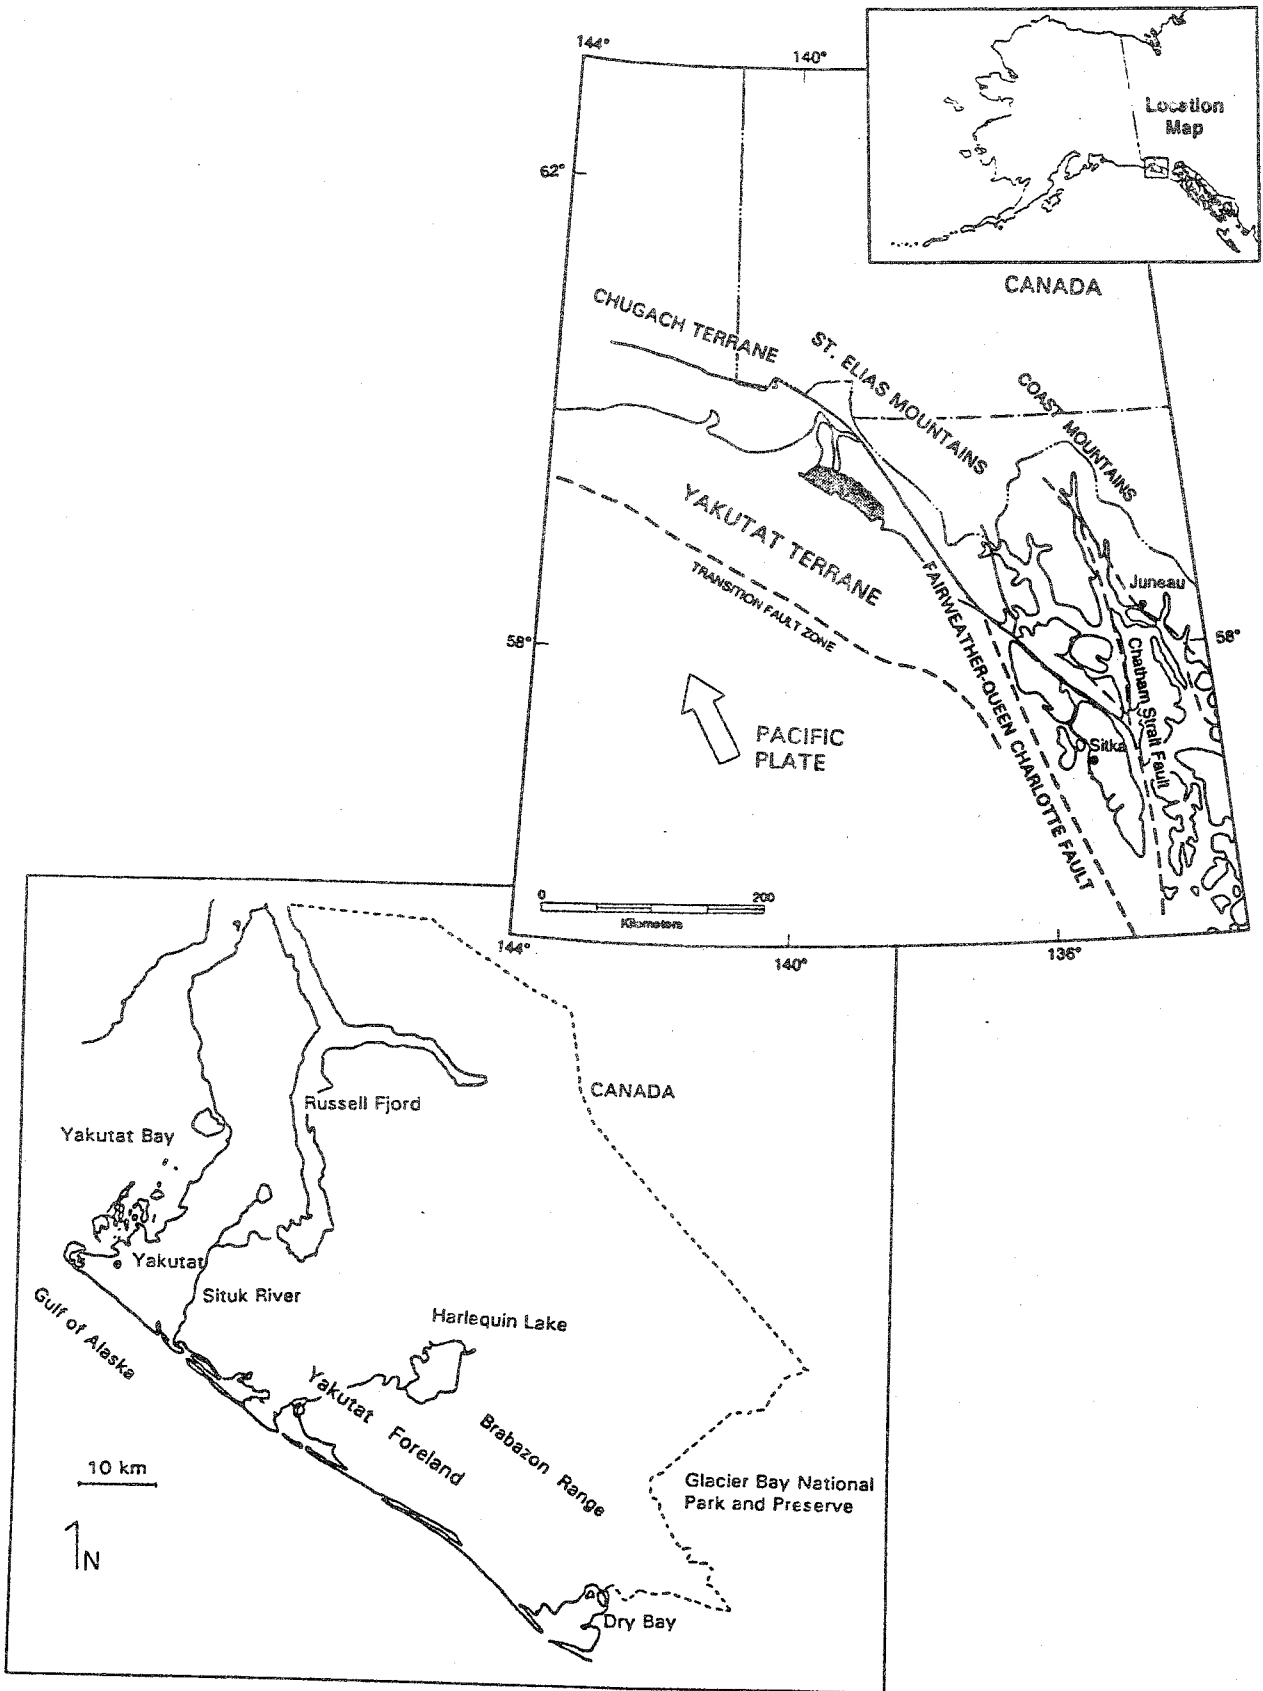 144°
140°
Location
Map
62°
CANADA
CHUGACH TERRANE
ST. ELIAS MOUNTAINS
COAST MOUNTAINS
YAKUTAT TERRANE
TRANSITION FAULT ZONE
FAIRWEATHER-QUEEN CHARLOTTE FAULT
Juneau
58°
58°
Chatham Strait Fault
Sitka
PACIFIC
PLATE
0 200
Kilometers
144°
140°
136°
CANADA
Russell Fjord
Yakutat Bay
Yakutat
Situk River
Gulf of Alaska
Harlequin Lake
Yakutat Foreland
Brabazon Range
10 km
Glacier Bay National
Park and Preserve
N
Dry Bay